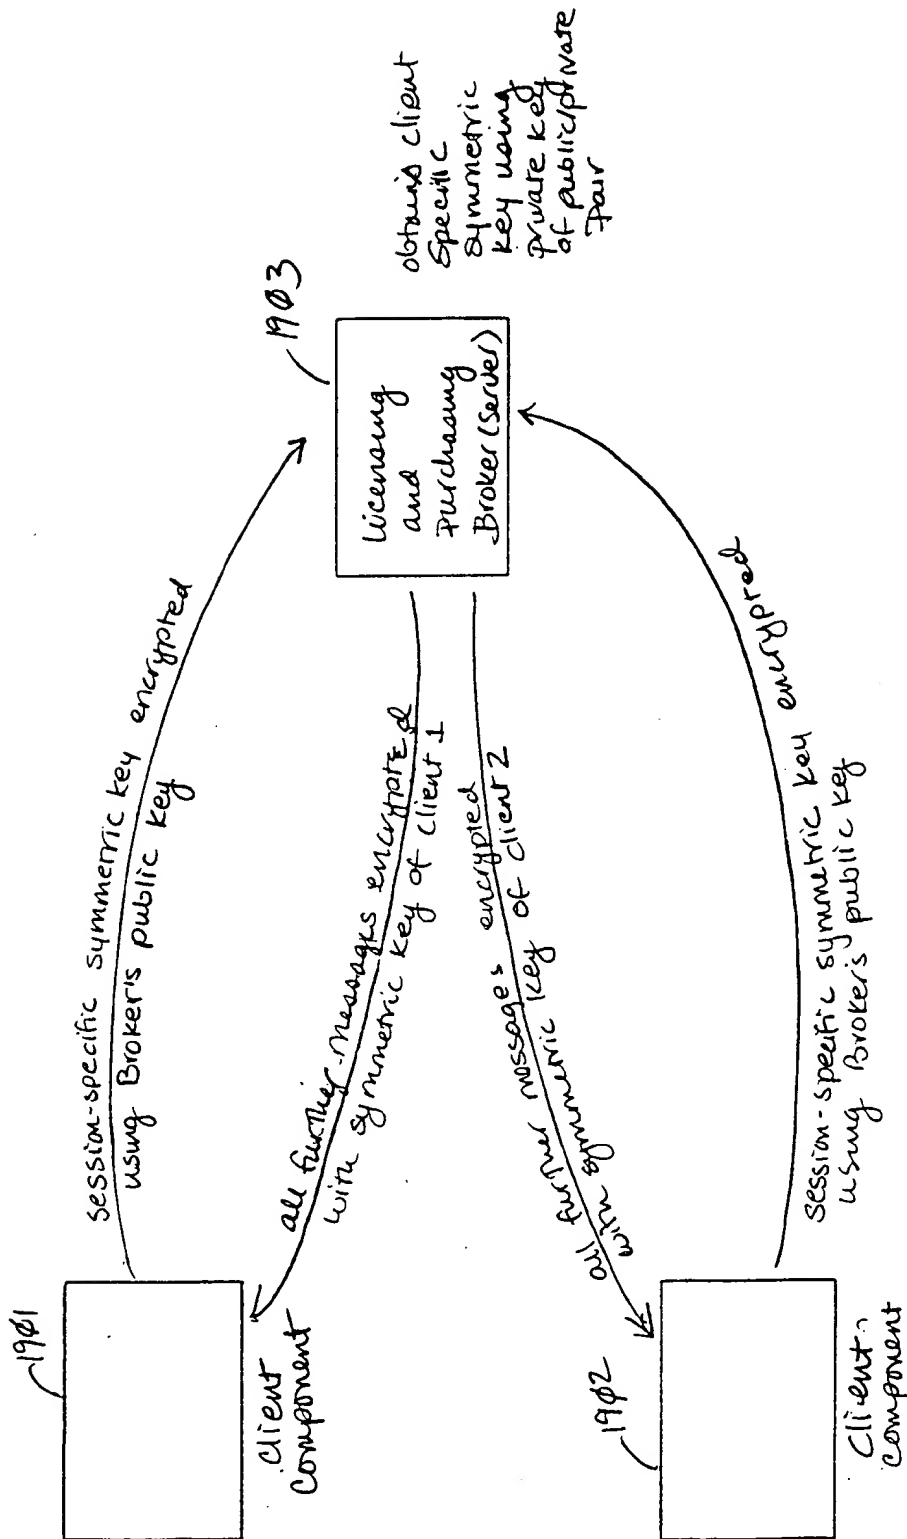 1901
Client
Component
session-specific symmetric key encrypted
using Broker's public key
all further messages encrypted
with symmetric key of client 1
1903
Licensing
and
Purchasing
Broker (Server)
obtains client
specific
symmetric
key using
private key
of public/private
pair
all further messages encrypted
with symmetric key of client 2
1902
Client
component
session-specific symmetric key encrypted
using Broker's public key